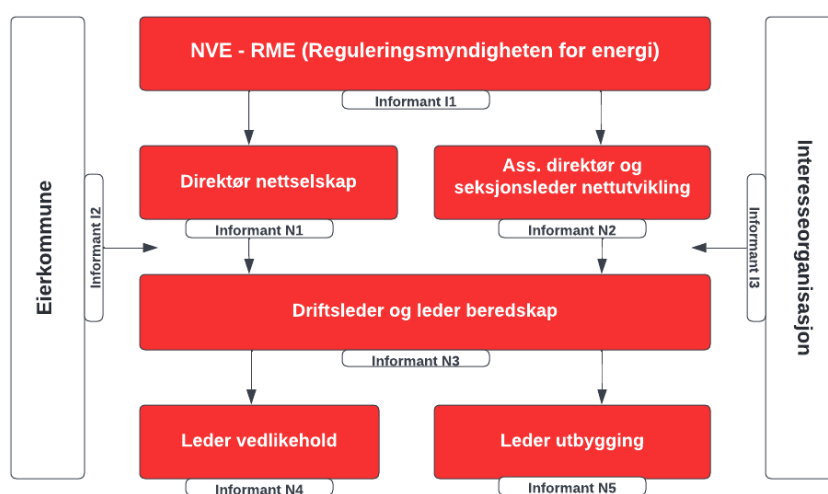 NVE - RME (Reguleringsmyndigheten for energi)
Informant I1
Direktør nettselskap
Ass. direktør og
seksjonsleder nettutvikling
Informant N1
Informant N2
Eierkommune
Informant I2
Informant I3
Interesseorganisasjon
Driftsleder og leder beredskap
Informant N3
Leder vedlikehold
Leder utbygging
Informant N4
Informant N5